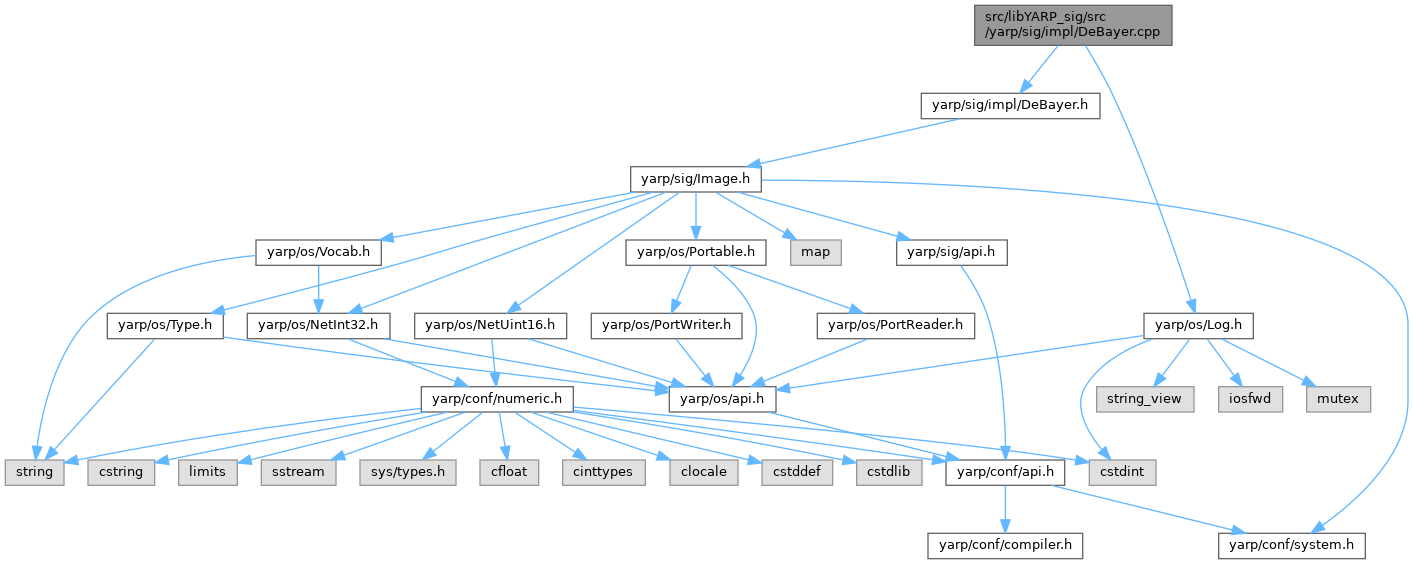 src/libYARP_sig/src
/yarp/sig/impl/DeBayer.cpp
yarp/sig/impl/DeBayer.h
yarp/sig/Image.h
yarp/os/Vocab.h
yarp/os/Portable.h
map
yarp/sig/api.h
yarp/os/Type.h
yarp/os/NetInt32.h
yarp/os/NetUint16.h
yarp/os/PortWriter.h
yarp/os/PortReader.h
yarp/os/Log.h
yarp/conf/numeric.h
yarp/os/api.h
string_view
iosfwd
mutex
string
cstring
limits
sstream
sys/types.h
cfloat
cinttypes
clocale
cstddef
cstdlib
yarp/conf/api.h
cstdint
yarp/conf/compiler.h
yarp/conf/system.h